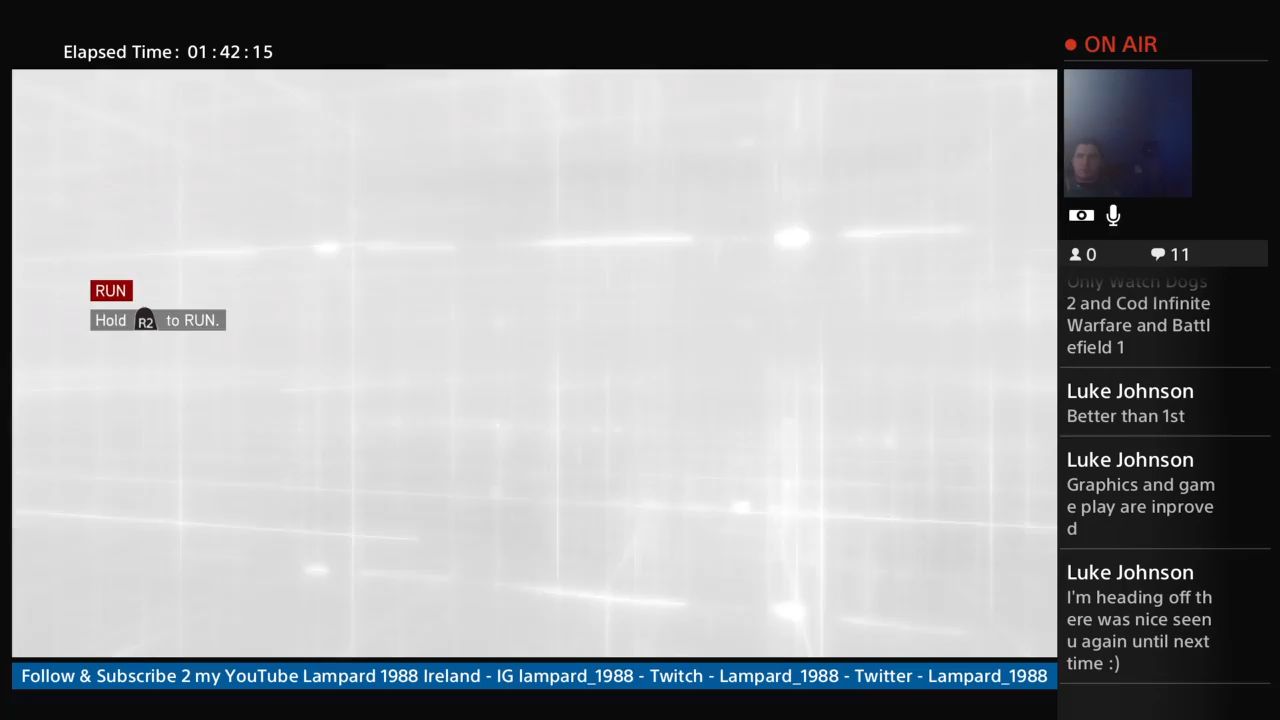 Elapsed Time: 01:42:15
ON AIR
RUN
Hold R2 to RUN.
0 11
Only Watch Dogs
2 and Cod Infinite
Warfare and Battl
efield 1
Luke Johnson
Better than 1st
Luke Johnson
Graphics and gam
e play are inprove
d
Luke Johnson
I'm heading off th
ere was nice seen
u again until next
time :)
Follow & Subscribe 2 my YouTube Lampard 1988 Ireland - IG lampard_1988 - Twitch - Lampard_1988 - Twitter - Lampard_1988